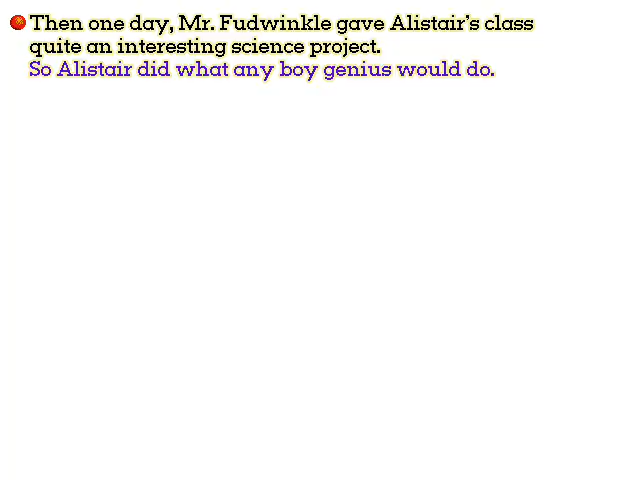 Then one day, Mr. Fudwinkle gave Alistair's class
quite an interesting science project.
So Alistair did what any boy genius would do.